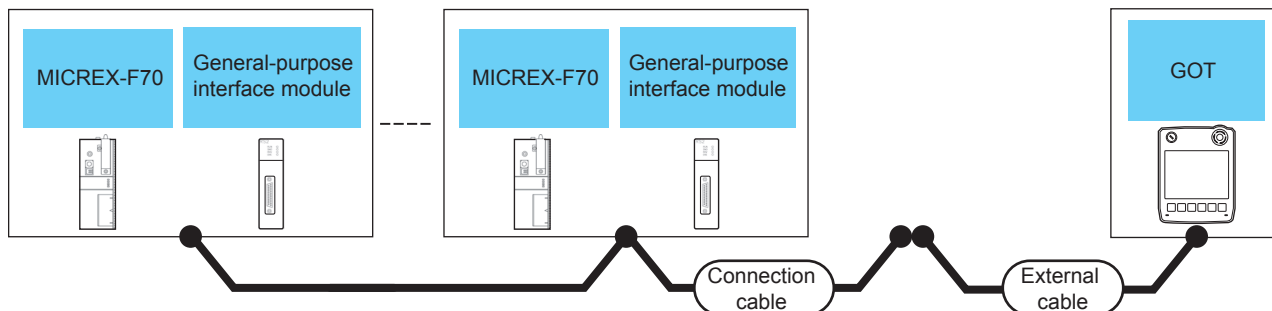 MICREX-F70
General-purpose
interface module
MICREX-F70
General-purpose
interface module
GOT
Connection
cable
External
cable